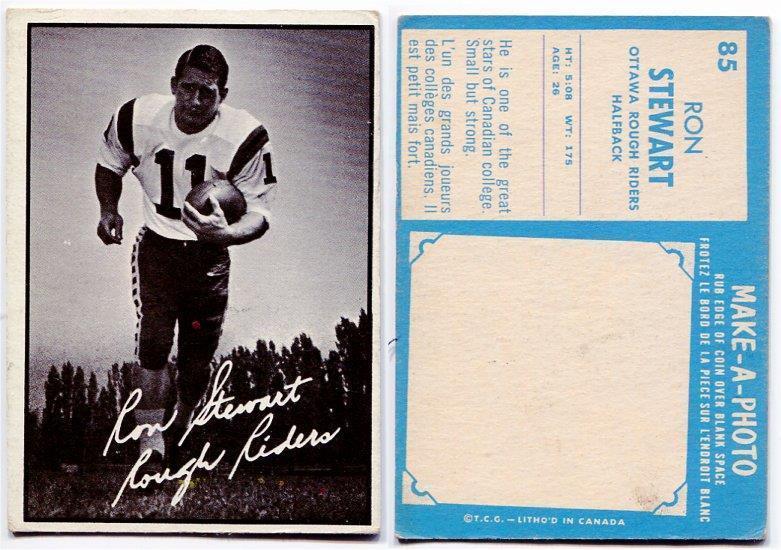 11
1
Ron Stewart
Rough Riders
85
RON
STEWART
OTTAWA ROUGH RIDERS
HALFBACK
HT: 5:08 WT: 175
AGE: 26
He is one of the great
stars of Canadian college.
Small but strong.
L'un des grands joueurs
des collèges canadiens. Il
est petit mais fort.
MAKE-A-PHOTO
RUB EDGE OF COIN OVER BLANK SPACE
FROTEZ LE BORD DE LA PIECE SUR L'ENDROIT BLANC
©T.C.G. — LITHO'D IN CANADA